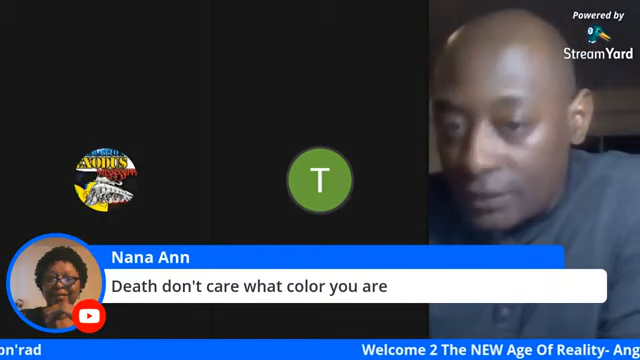 Powered by
StreamYard
EXODUS
T
Nana Ann
Death don't care what color you are
on'rad
Welcome 2 The NEW Age Of Reality- Ang